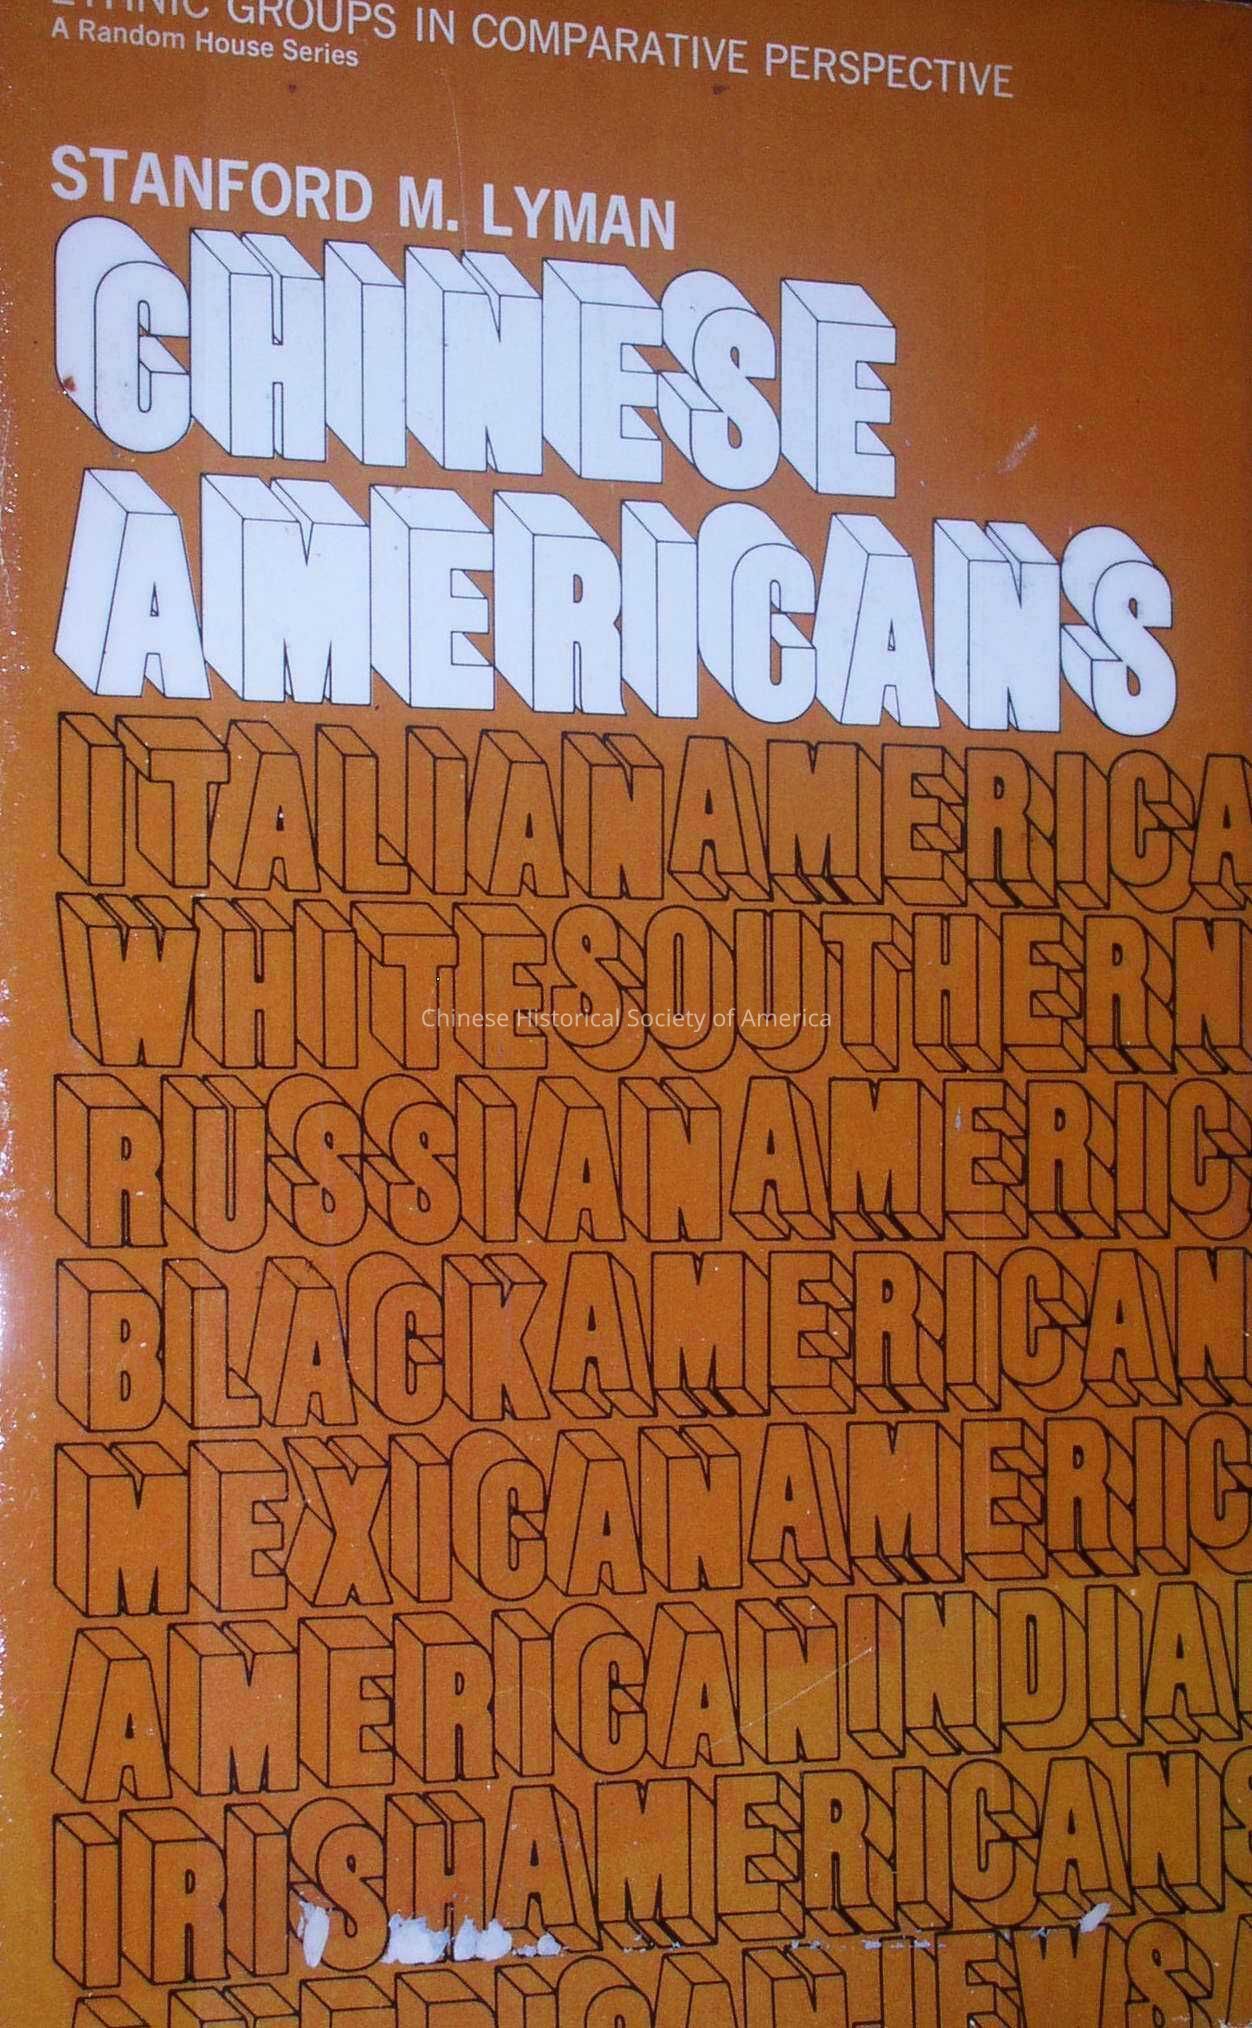 ETHNIC GROUPS IN COMPARATIVE PERSPECTIVE
A Random House Series
STANFORD M. LYMAN
CHINESE
AMERICANS
ITALIANAMERICA
WHITESOUTHERN
Chinese Historical Society of America
RUSSIANAMERIC
BLACKAMERICAN
MEXICANAMERIC
AMERICANINDIA
IRISHAMERICANS
AMERICANJEWSA